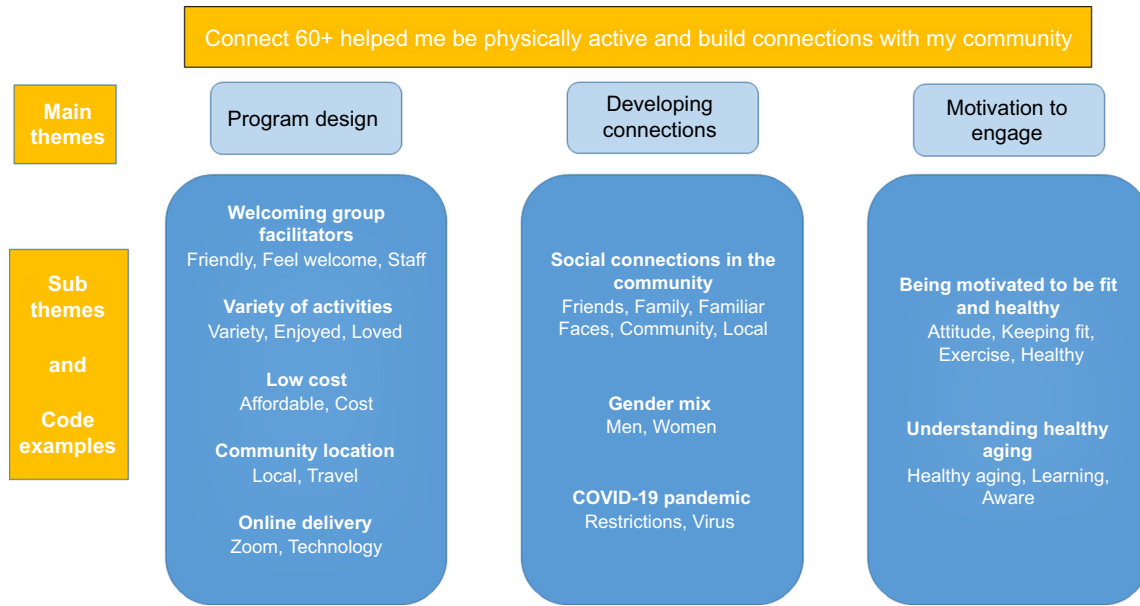 Connect 60+ helped me be physically active and build connections with my community
Main
themes
Program design
Developing
connections
Motivation to
engage
Sub
themes
and
Code
examples
Welcoming group
facilitators
Friendly, Feel welcome, Staff
Variety of activities
Variety, Enjoyed, Loved
Low cost
Affordable, Cost
Community location
Local, Travel
Online delivery
Zoom, Technology
Social connections in the
community
Friends, Family, Familiar
Faces, Community, Local
Gender mix
Men, Women
COVID-19 pandemic
Restrictions, Virus
Being motivated to be fit
and healthy
Attitude, Keeping fit,
Exercise, Healthy
Understanding healthy
aging
Healthy aging, Learning,
Aware